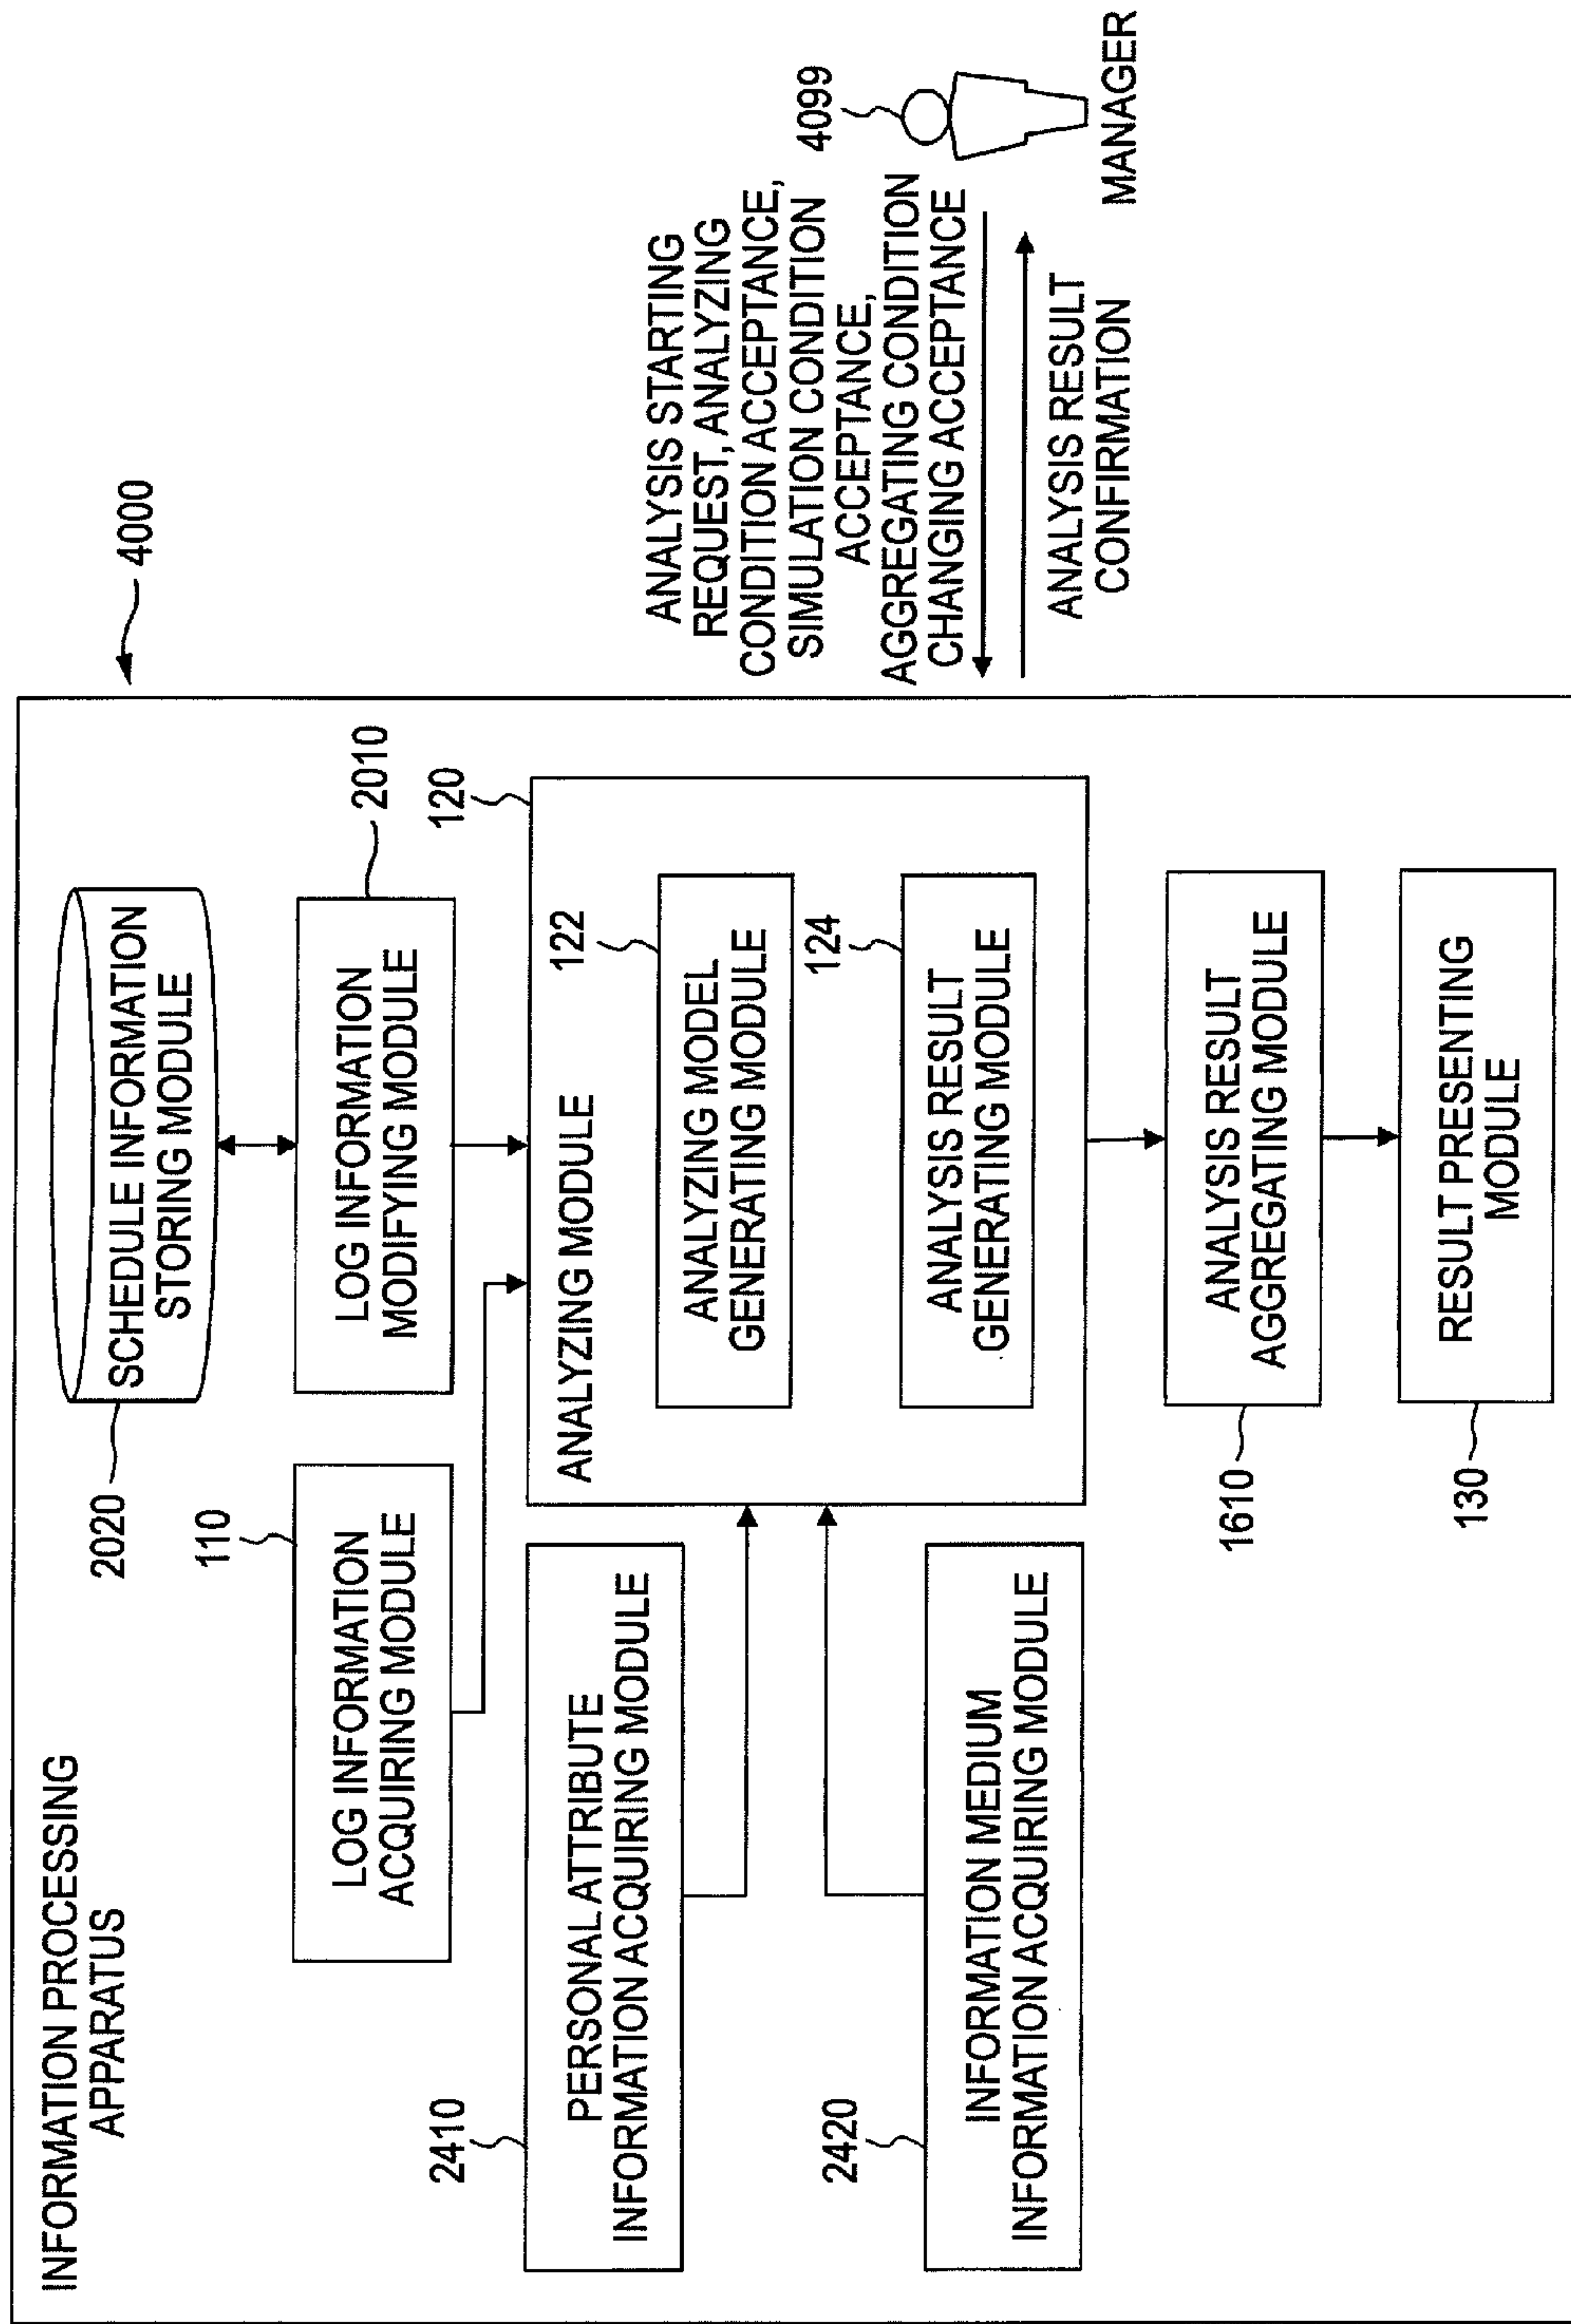 INFORMATION PROCESSING
APPARATUS
4000
2020
SCHEDULE INFORMATION
STORING MODULE
110
LOG INFORMATION
ACQUIRING MODULE
LOG INFORMATION
MODIFYING MODULE
2010
120
2410
PERSONAL ATTRIBUTE
INFORMATION ACQUIRING MODULE
ANALYZING MODULE
122
ANALYZING MODEL
GENERATING MODULE
124
ANALYSIS RESULT
GENERATING MODULE
2420
INFORMATION MEDIUM
INFORMATION ACQUIRING MODULE
1610
ANALYSIS RESULT
AGGREGATING MODULE
130
RESULT PRESENTING
MODULE
ANALYSIS STARTING
REQUEST, ANALYZING
CONDITION ACCEPTANCE,
SIMULATION CONDITION
ACCEPTANCE,
AGGREGATING CONDITION
CHANGING ACCEPTANCE
ANALYSIS RESULT
CONFIRMATION
4099
MANAGER